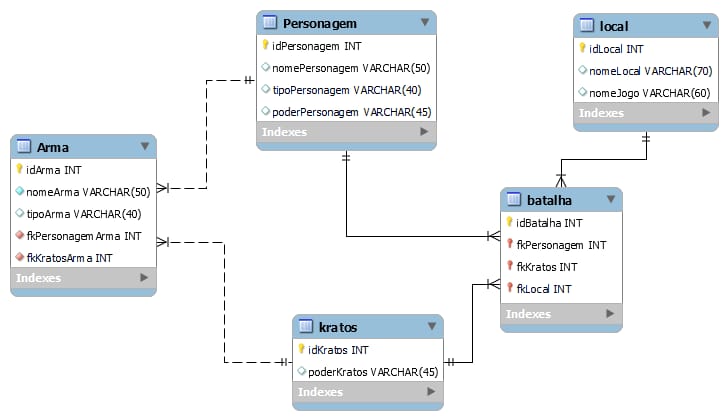 Personagem
idPersonagem INT
nomePersonagem VARCHAR(50)
tipoPersonagem VARCHAR(40)
poderPersonagem VARCHAR(45)
Indexes
local
idLocal INT
nomeLocal VARCHAR(70)
nomeJogo VARCHAR(60)
Indexes
Arma
idArma INT
nomeArma VARCHAR(50)
tipoArma VARCHAR(40)
fkPersonagemArma INT
fkKratosArma INT
Indexes
batalha
idBatalha INT
fkPersonagem INT
fkKratos INT
fkLocal INT
Indexes
kratos
idKratos INT
poderKratos VARCHAR(45)
Indexes